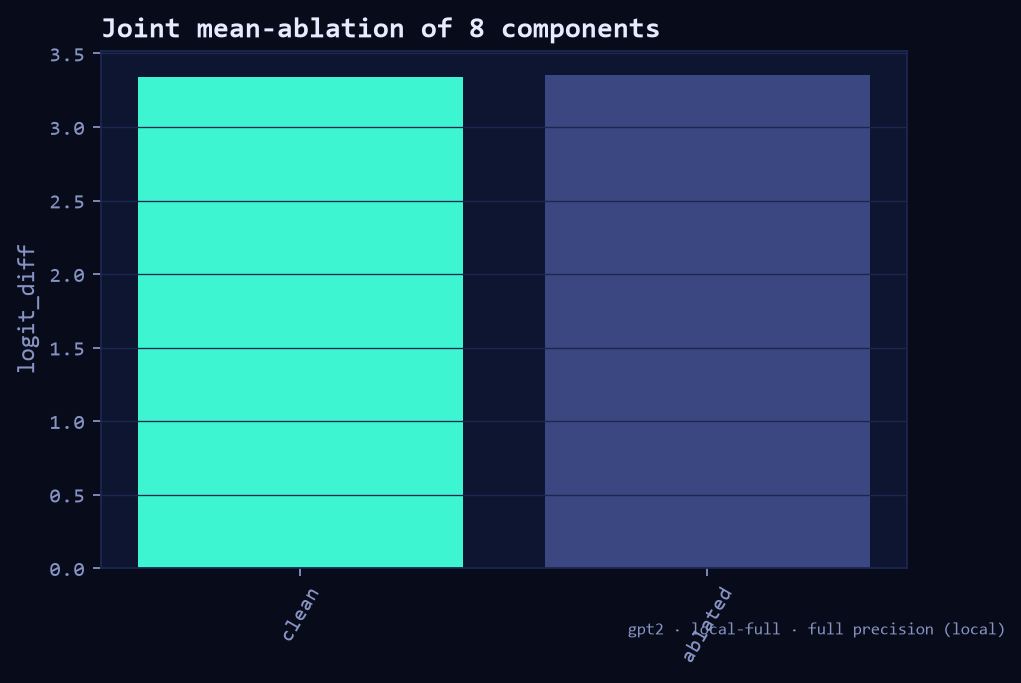 Joint mean-ablation of 8 components
3.5
3.0
2.5
2.0
1.5
1.0
0.5
0.0
logit_diff
clean
ablated
gpt2 · local-full · full precision (local)